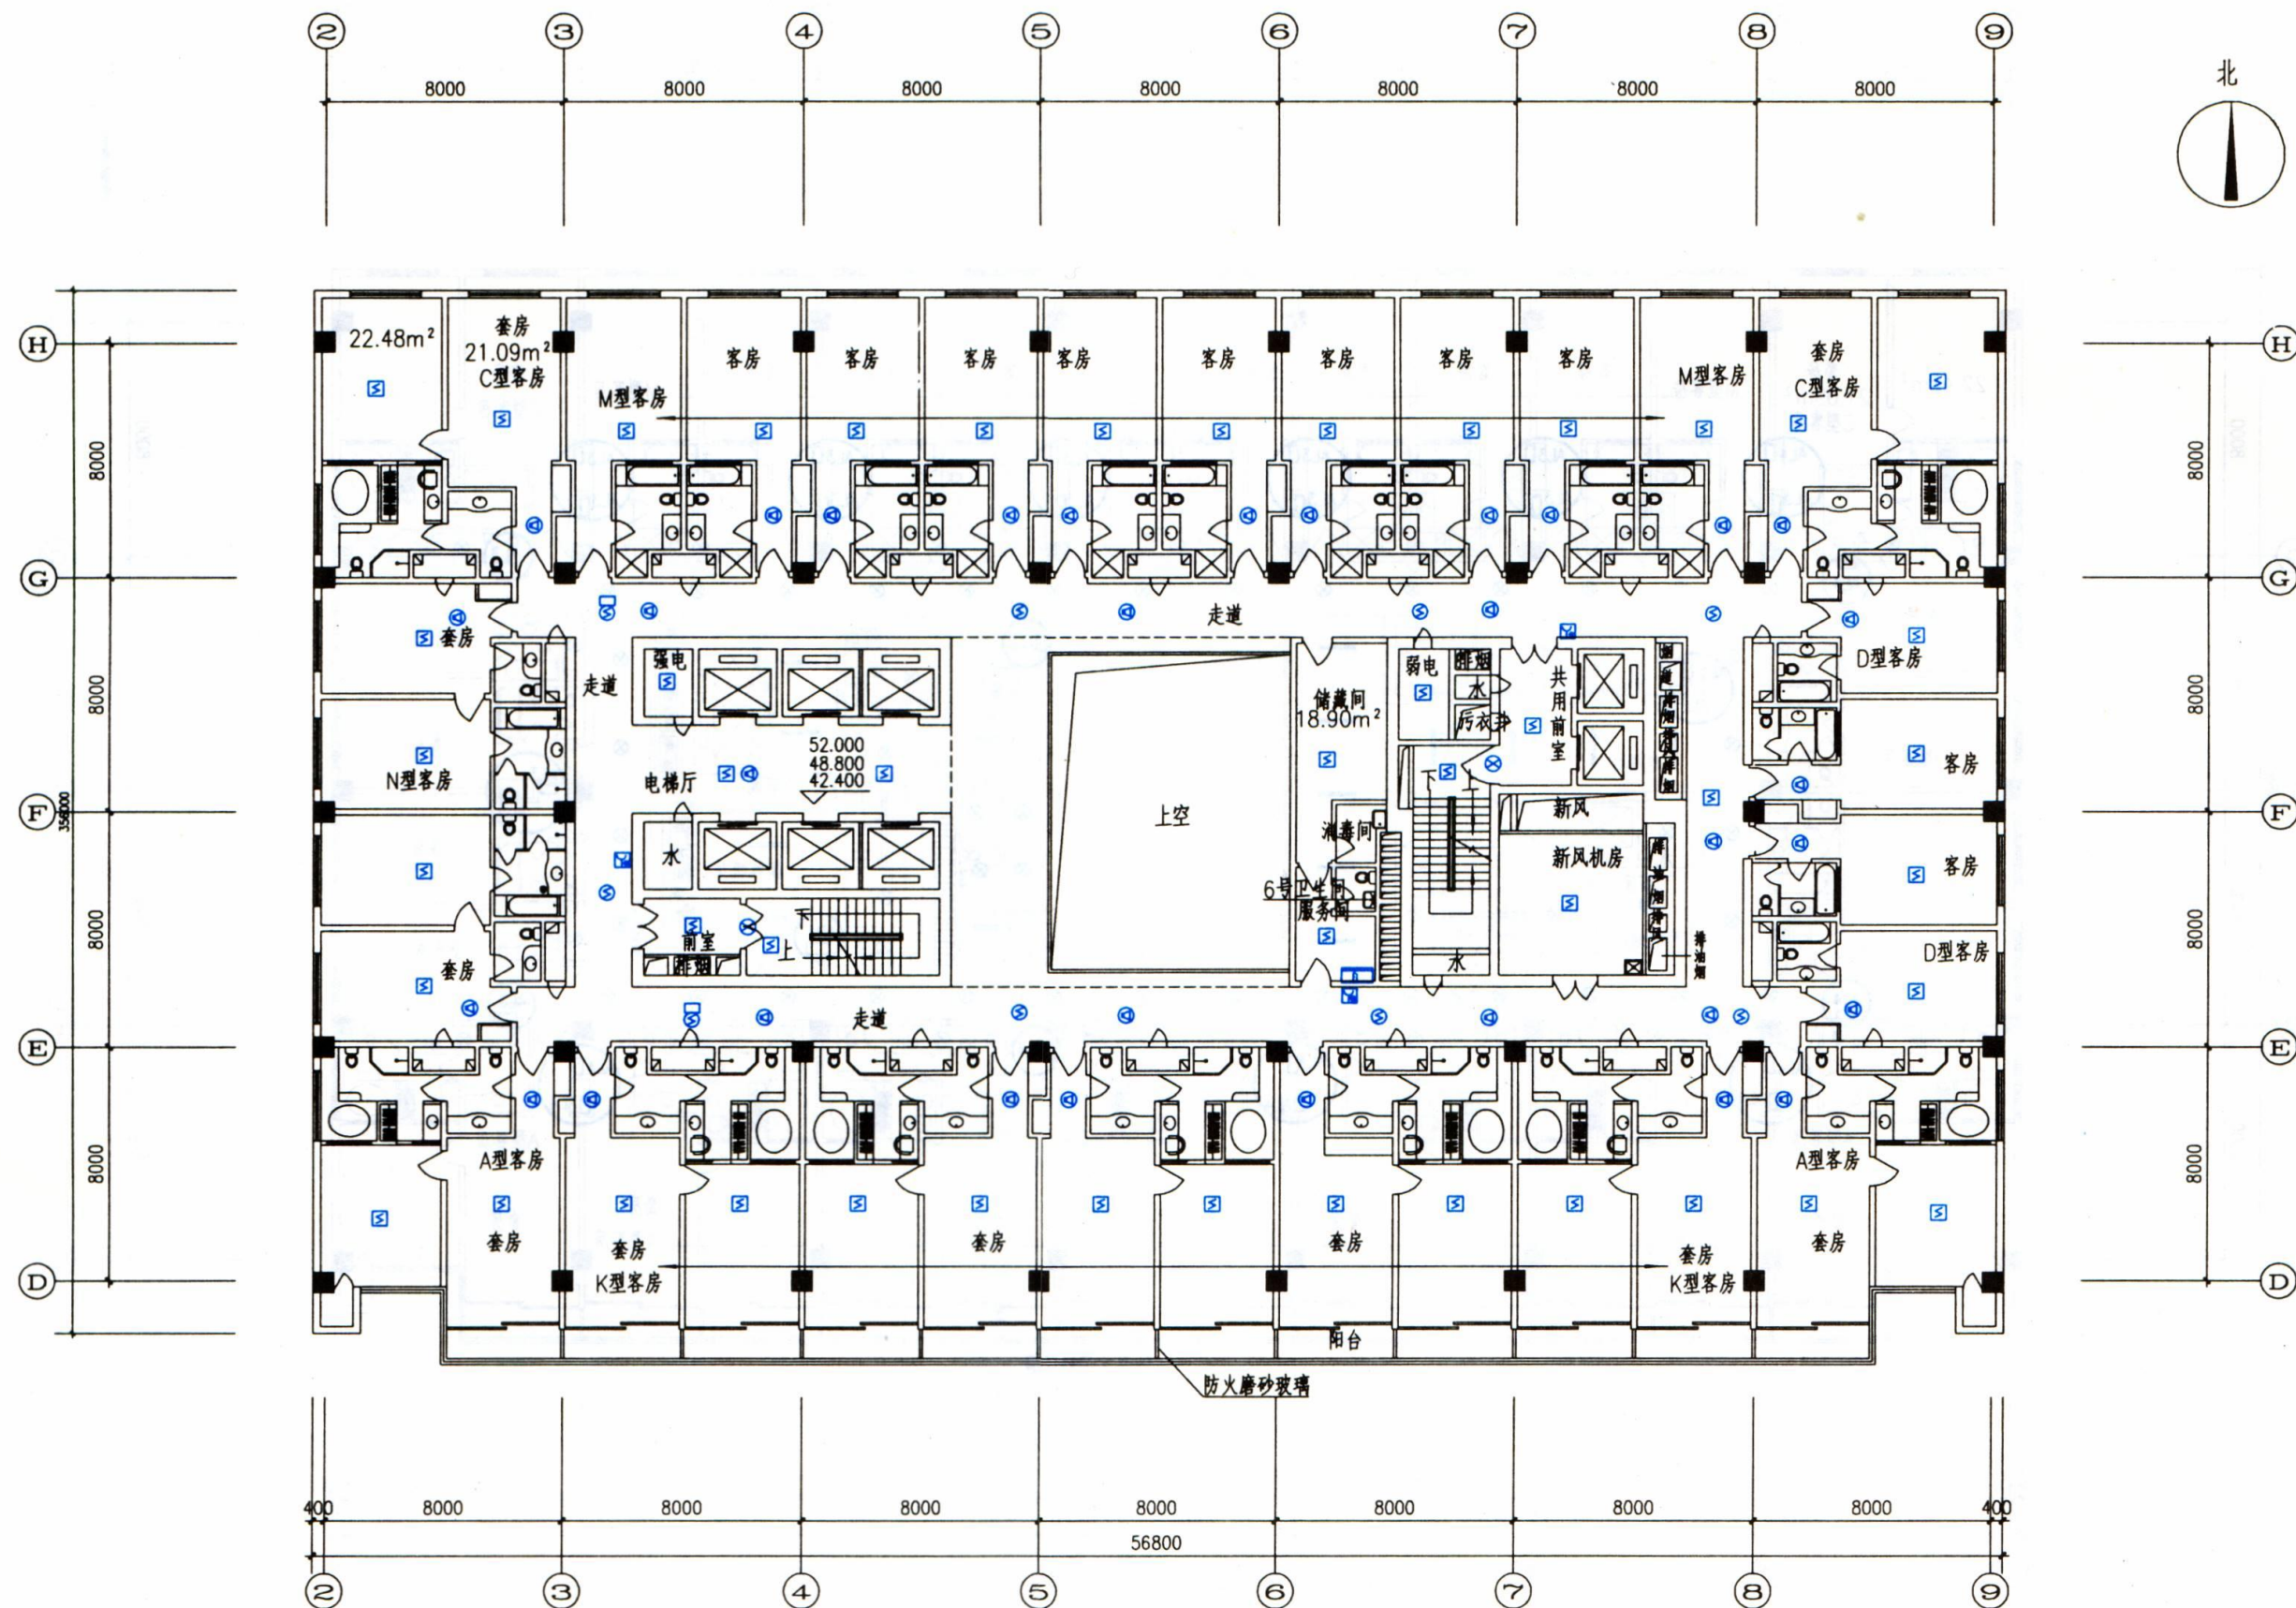 2 3 4 5 6 7 8 9
8000 8000 8000 8000 8000 8000 8000
北
H H
22.48m²
套房
21.09m²
C型客房
M型客房
客房 客房 客房 客房 客房 客房 客房 客房
M型客房
套房
C型客房
8000 8000
G G
套房
走道
走道
强电
弱电
排烟
水
污衣井
共用前室
储藏间
18.90m²
D型客房
8000 8000
N型客房
电梯厅
52.000
48.800
42.400
下 上
客房
F F
35600
水
上空
消毒间
新风
新风机房
客房
6号卫生间
服务间
8000 8000
套房
前室
排烟
下
上
水
排油烟
D型客房
走道
E E
A型客房
A型客房
8000 8000
套房
套房
K型客房
套房
套房
套房
K型客房
套房
D D
阳台
防火磨砂玻璃
400 8000 8000 8000 8000 8000 8000 8000 400
56800
2 3 4 5 6 7 8 9